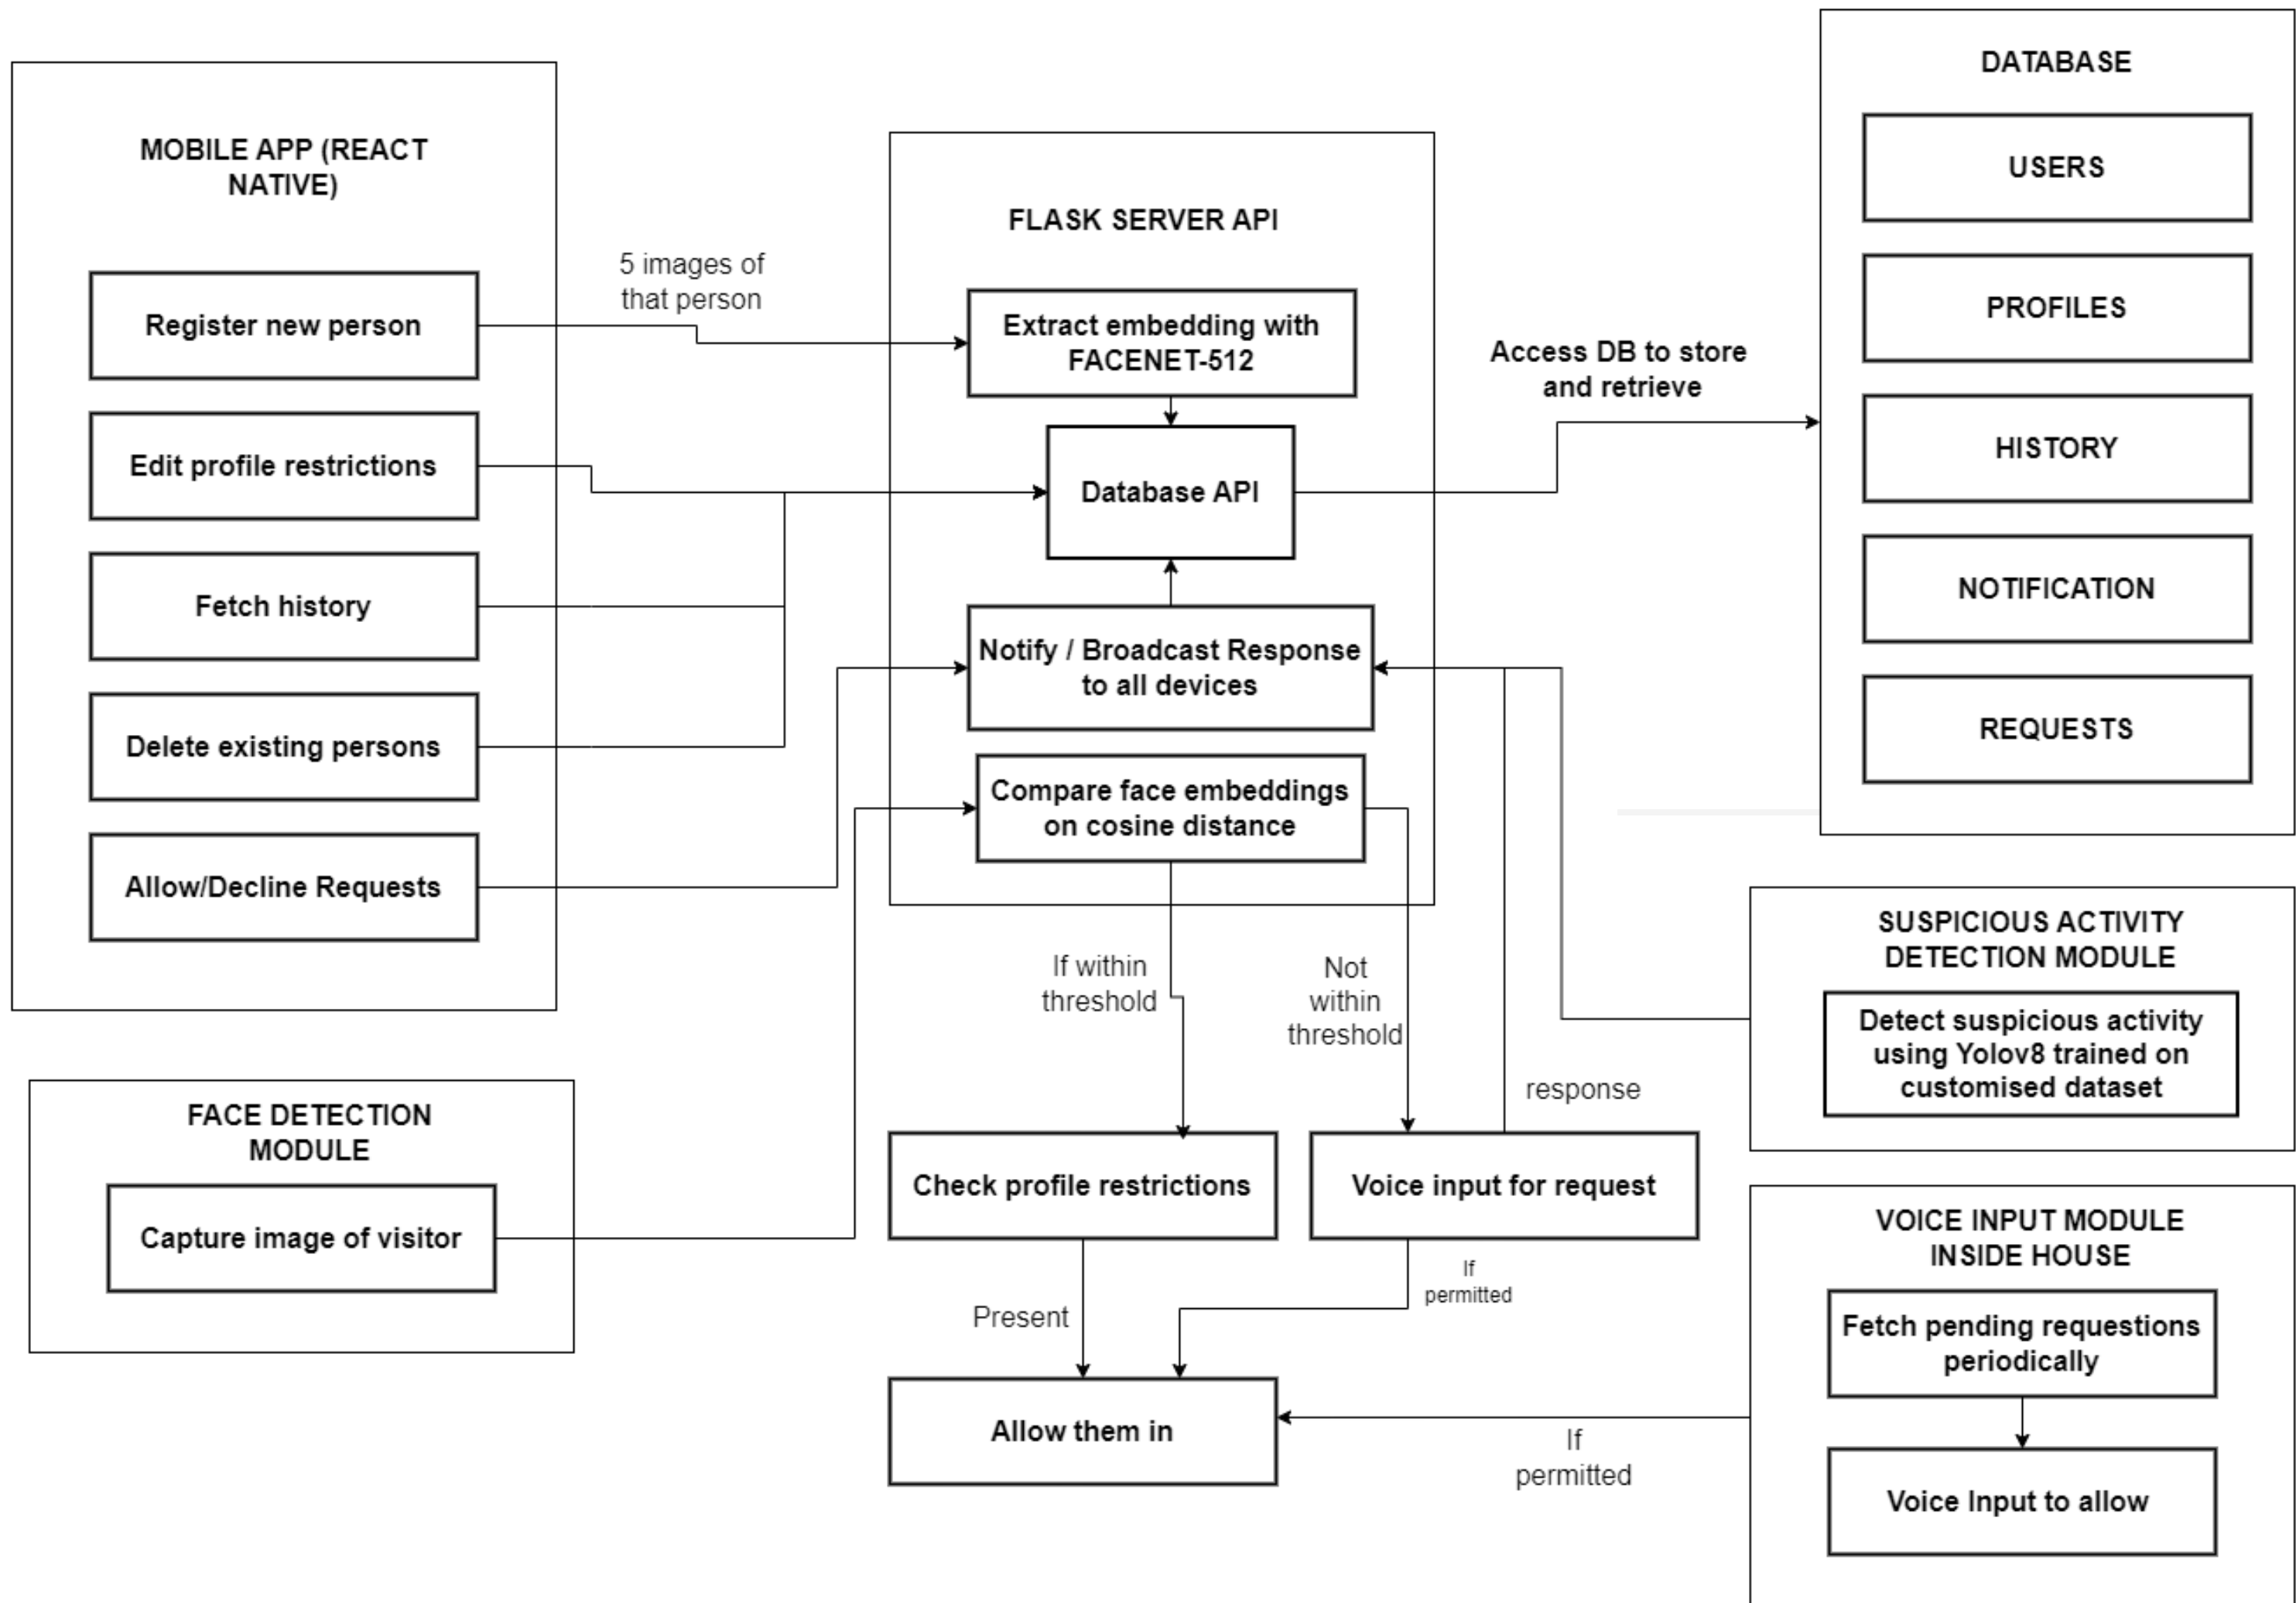 MOBILE APP (REACT
NATIVE)
Register new person
Edit profile restrictions
Fetch history
Delete existing persons
Allow/Decline Requests
5 images of
that person
FLASK SERVER API
Extract embedding with
FACENET-512
Database API
Notify / Broadcast Response
to all devices
Compare face embeddings
on cosine distance
Access DB to store
and retrieve
DATABASE
USERS
PROFILES
HISTORY
NOTIFICATION
REQUESTS
FACE DETECTION
MODULE
Capture image of visitor
If within
threshold
Not
within
threshold
response
Check profile restrictions
Voice input for request
Present
If
permitted
Allow them in
If
permitted
SUSPICIOUS ACTIVITY
DETECTION MODULE
Detect suspicious activity
using Yolov8 trained on
customised dataset
VOICE INPUT MODULE
INSIDE HOUSE
Fetch pending requestions
periodically
Voice Input to allow